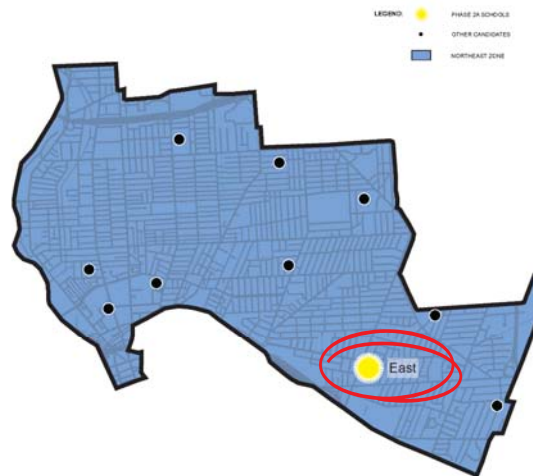 LEGEND: PHASE 2A SCHOOLS
OTHER CANDIDATES
NORTHEAST ZONE
East